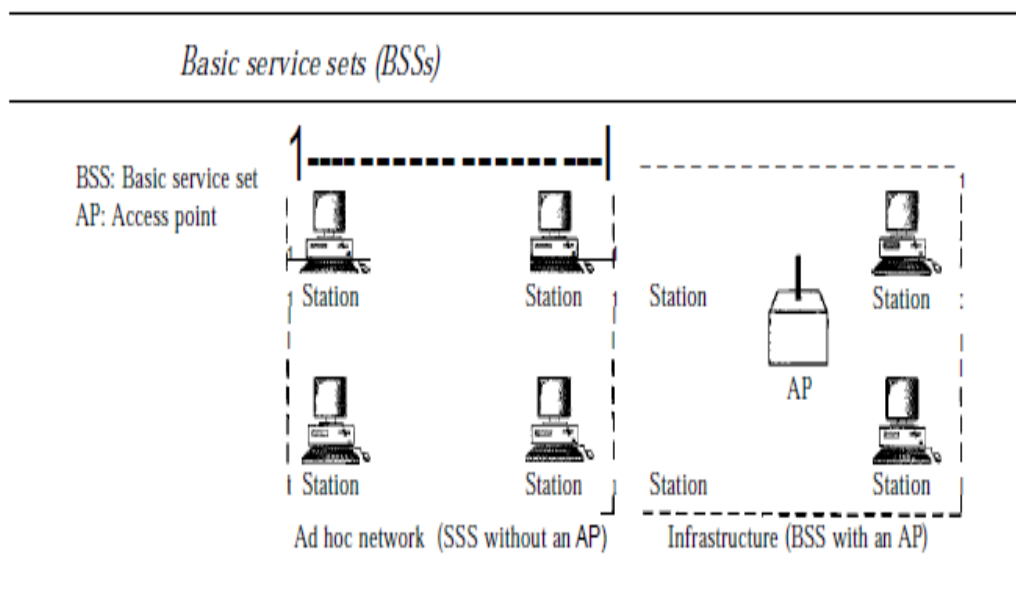 Basic service sets (BSSs)
BSS: Basic service set
AP: Access point
Station Station Station Station
AP
Station Station Station Station
Ad hoc network (SSS without an AP) Infrastructure (BSS with an AP)